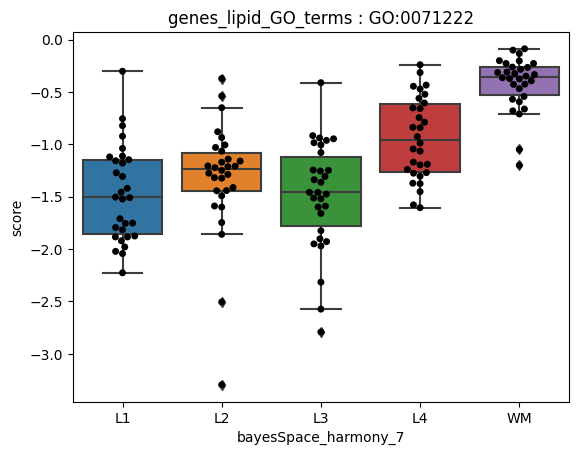 genes_lipid_GO_terms : GO:0071222
0.0
−0.5
−1.0
−1.5
−2.0
−2.5
−3.0
score
L1 L2 L3 L4 WM
bayesSpace_harmony_7